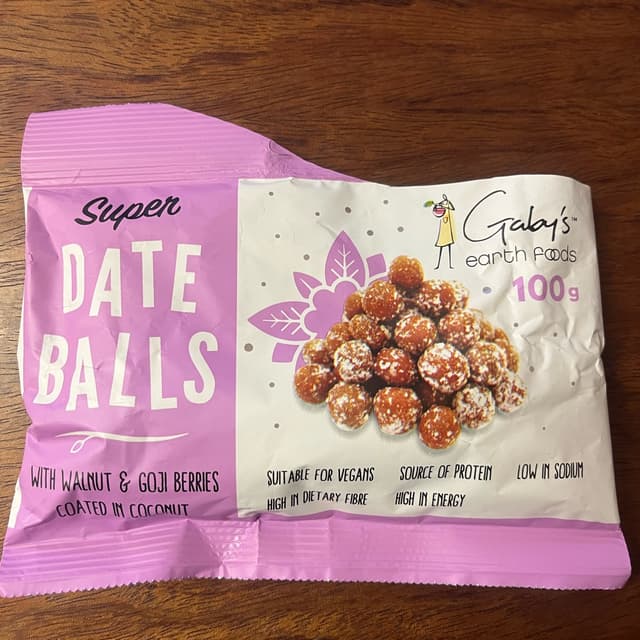 Super
DATE
BALLS
WITH WALNUT & GOJI BERRIES
COATED IN COCONUT
Gaby's™
earth foods
100g
SUITABLE FOR VEGANS SOURCE OF PROTEIN LOW IN SODIUM
HIGH IN DIETARY FIBRE HIGH IN ENERGY